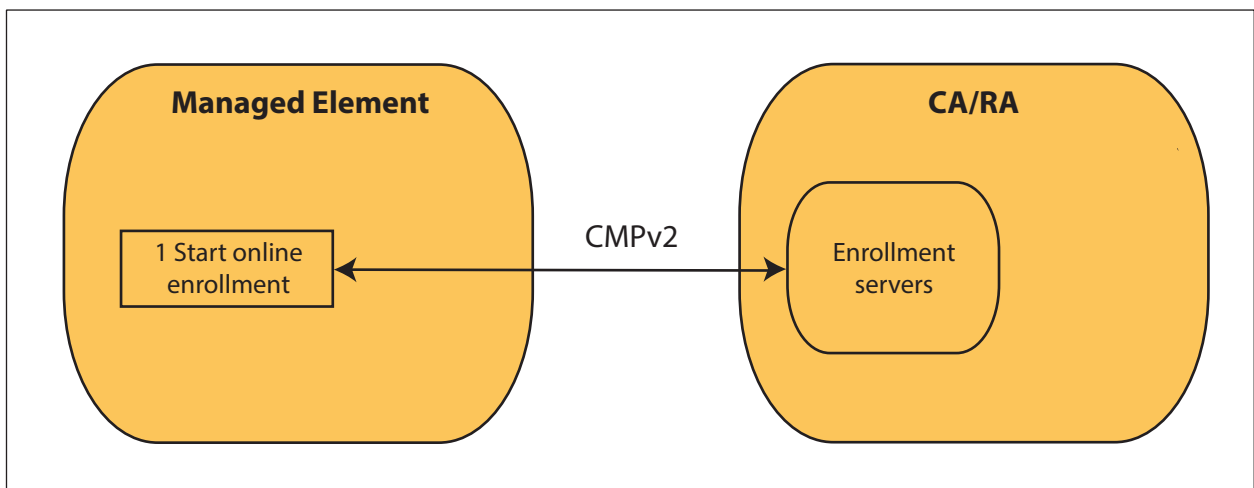 Managed Element
CA/RA
CMPv2
1 Start online
enrollment
Enrollment
servers